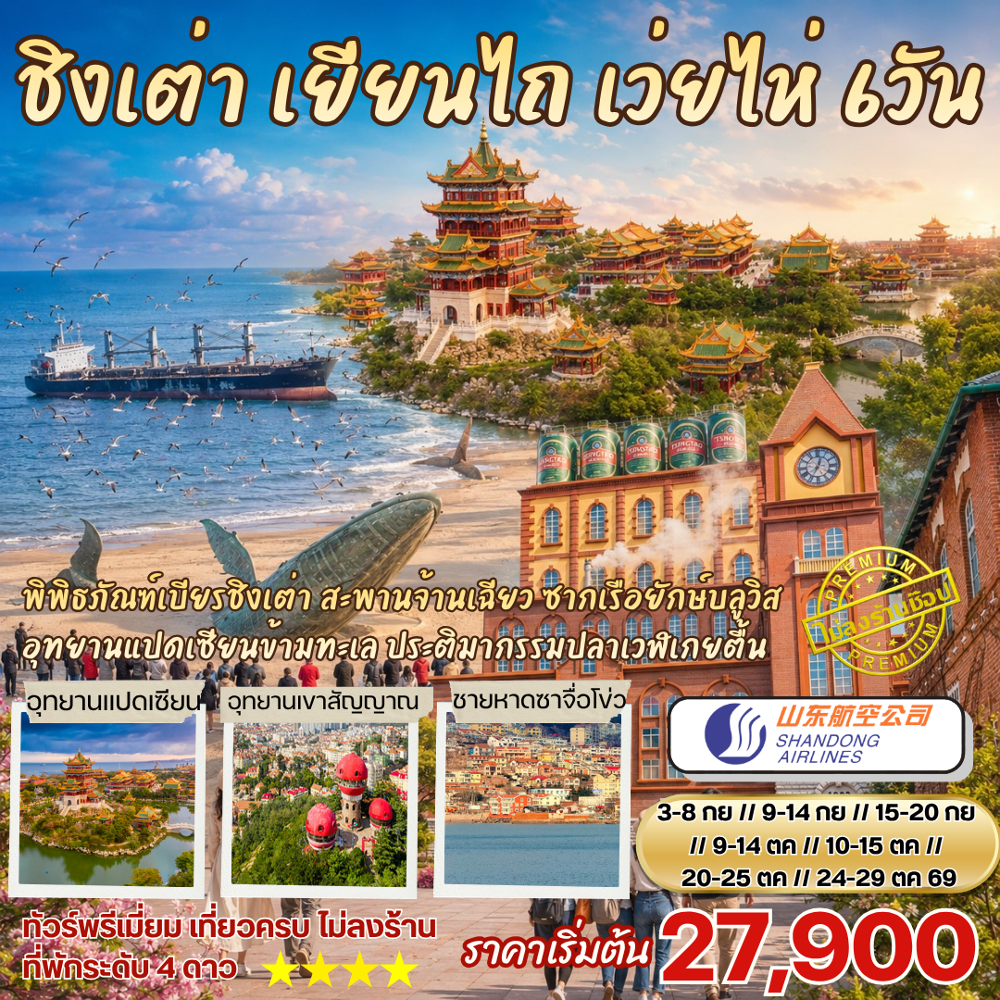 ชิงเต่า เยียนไถ เว่ยไห่ 6วัน
TSINGTAO TSINGTAO TSINGTAO TSINGTAO
พิพิธภัณฑ์เบียรชิงเต่า สะพานจ้านเฉียว ซากเรือยักษ์บลูวิส
อุทยานแปดเซียนข้ามทะเล ประติมากรรมปลาเวฬเกยตื้น
PREMIUM
ไม่ลงร้านช๊อป
PREMIUM
อุทยานแปดเซียน
อุทยานเขาสัญญาณ
ชายหาดซาจื่อโข่ว
山东航空公司
SHANDONG
AIRLINES
3-8 กย // 9-14 กย // 15-20 กย
// 9-14 ตค // 10-15 ตค //
20-25 ตค // 24-29 ตค 69
ทัวร์พรีเมี่ยม เที่ยวครบ ไม่ลงร้าน
ที่พักระดับ 4 ดาว
ราคาเริ่มต้น 27,900